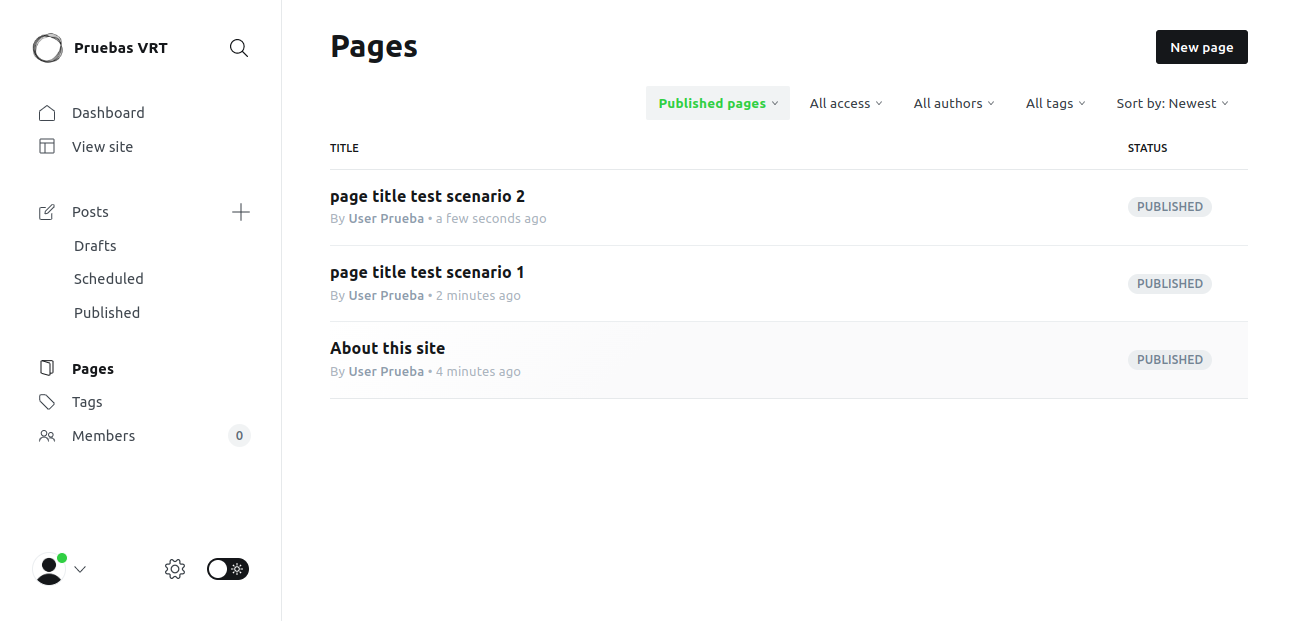 Pruebas VRT
Dashboard
View site
Posts
Drafts
Scheduled
Published
Pages
Tags
Members 0
Pages
New page
Published pages All access All authors All tags Sort by: Newest
TITLE STATUS
page title test scenario 2
By User Prueba • a few seconds ago
PUBLISHED
page title test scenario 1
By User Prueba • 2 minutes ago
PUBLISHED
About this site
By User Prueba • 4 minutes ago
PUBLISHED